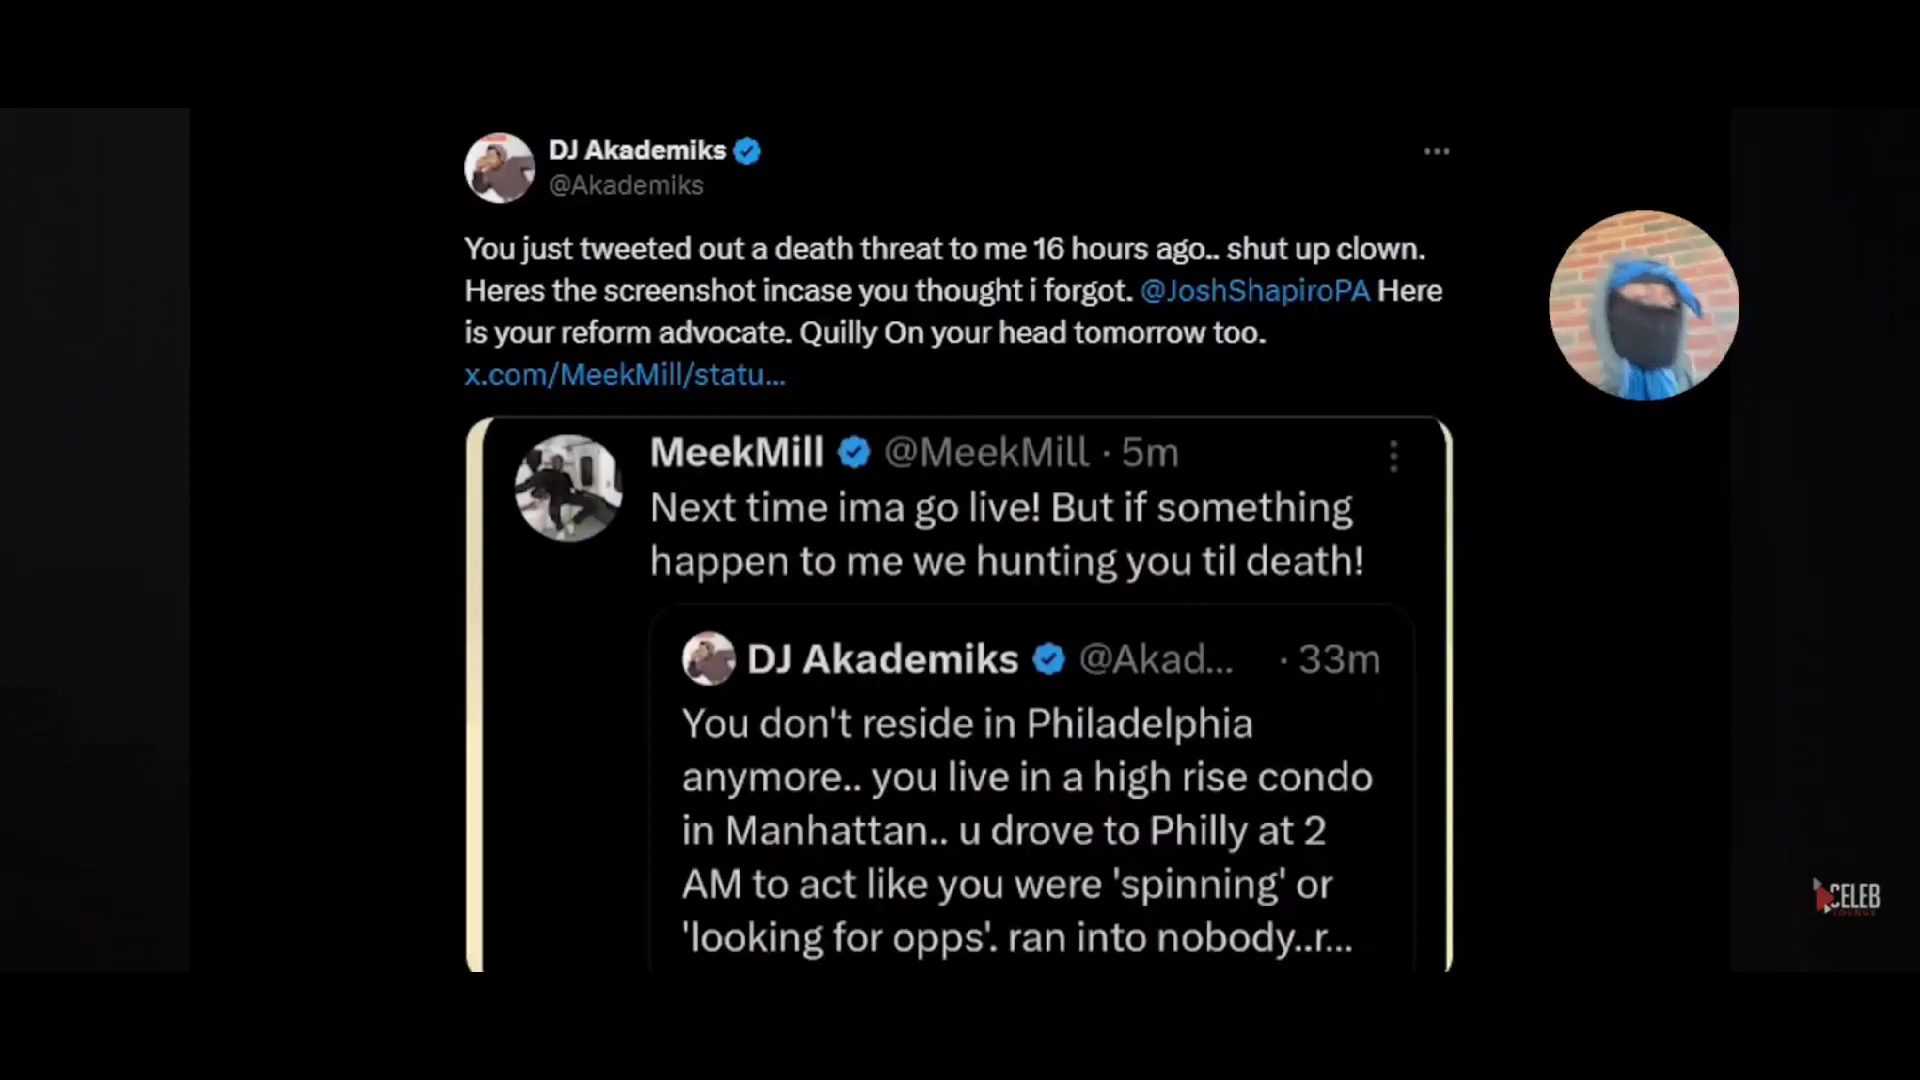 DJ Akademiks
@Akademiks
You just tweeted out a death threat to me 16 hours ago.. shut up clown.
Heres the screenshot incase you thought i forgot. @JoshShapiroPA Here
is your reform advocate. Quilly On your head tomorrow too.
x.com/MeekMill/statu...
MeekMill @MeekMill · 5m
Next time ima go live! But if something
happen to me we hunting you til death!
DJ Akademiks @Akad... · 33m
You don't reside in Philadelphia
anymore.. you live in a high rise condo
in Manhattan.. u drove to Philly at 2
AM to act like you were 'spinning' or
'looking for opps'. ran into nobody..r...
CELEB
LOUNGE